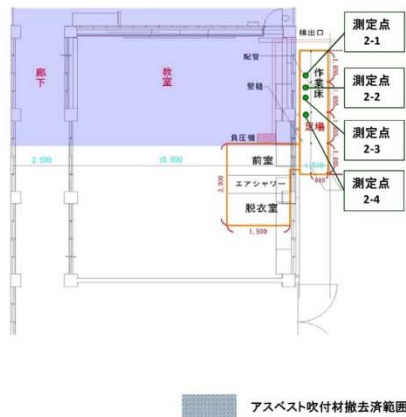 測定点
2-1
排出口
配管
作業床
測定点
2-2
廊下
教室
竪樋
足場
測定点
2-3
負圧機
2,500
10,000
前室
測定点
2-4
エアシャワー
脱衣室
1,500
アスベスト吹付材撤去済範囲